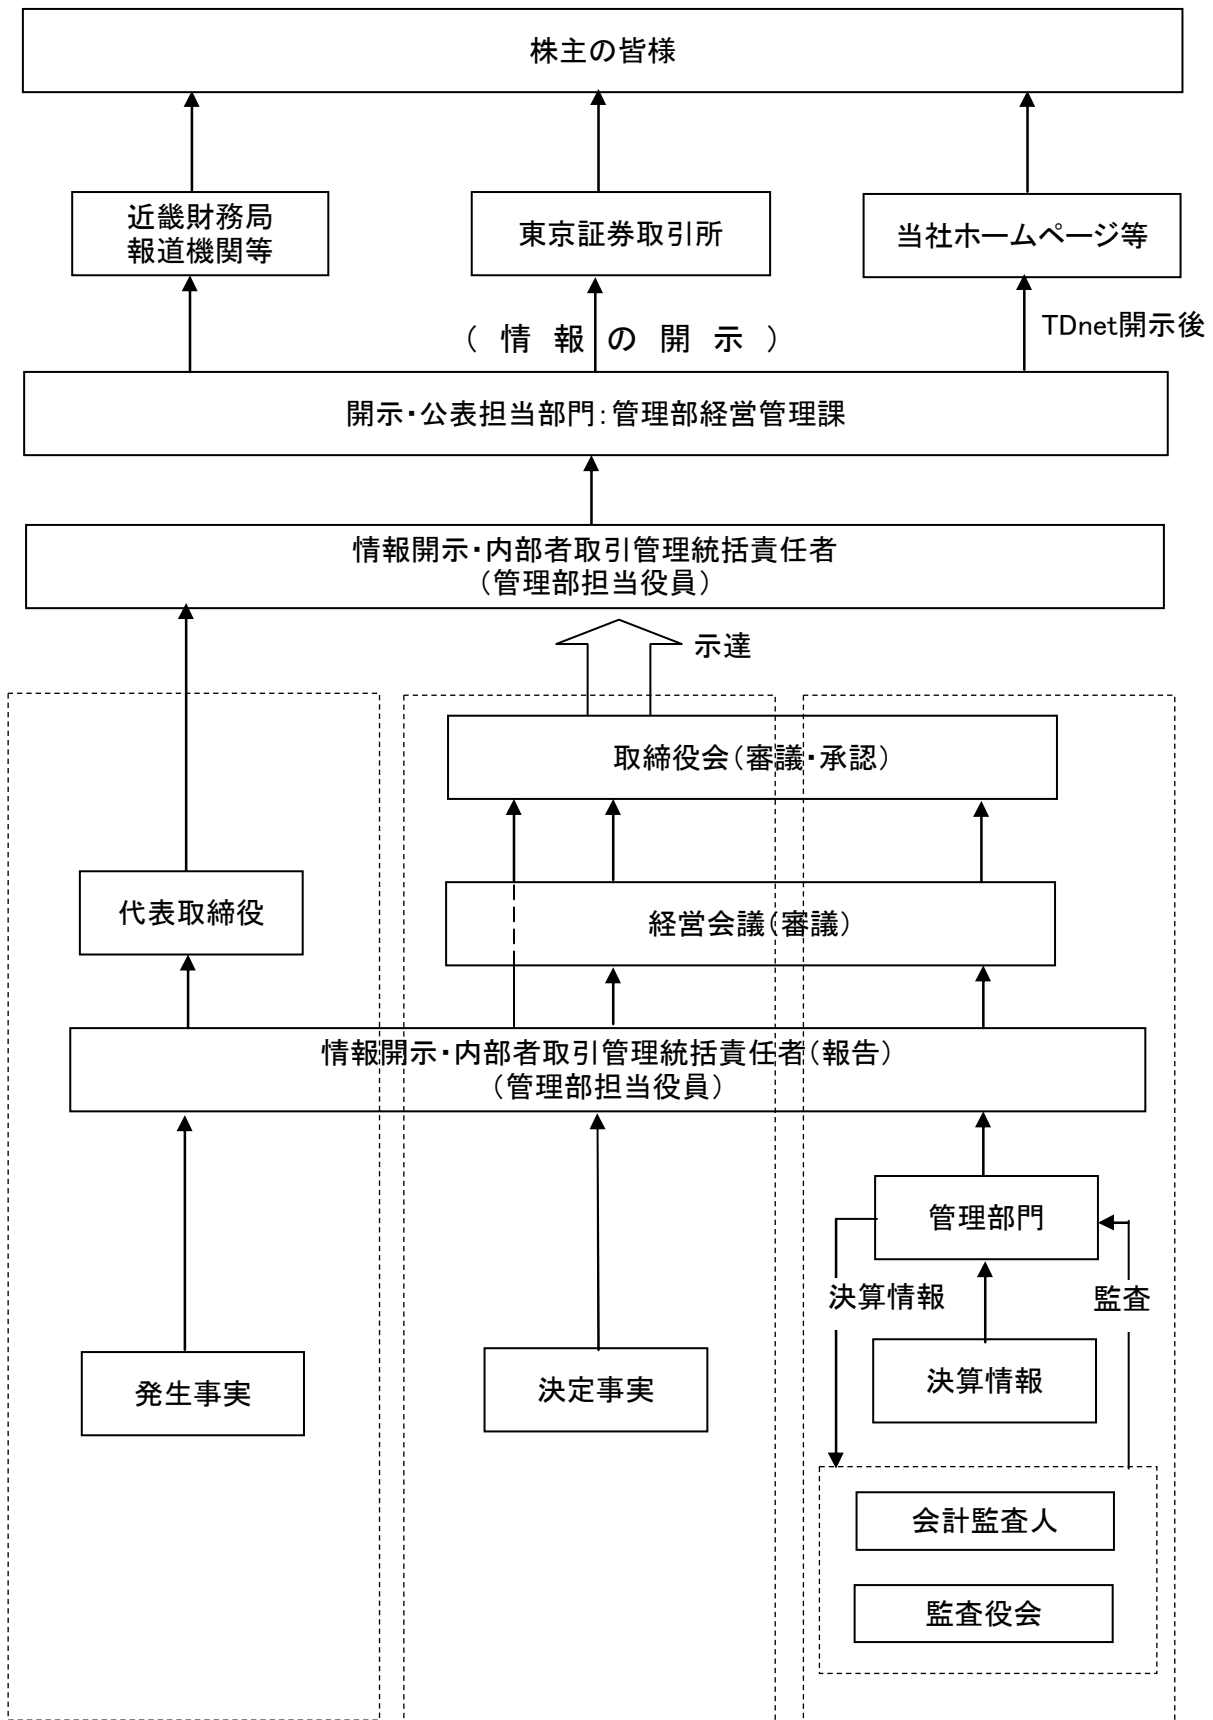 株主の皆様
近畿財務局
報道機関等
東京証券取引所
当社ホームページ等
（情報の開示）
TDnet開示後
開示・公表担当部門：管理部経営管理課
情報開示・内部者取引管理統括責任者
（管理部担当役員）
示達
取締役会（審議・承認）
代表取締役
経営会議（審議）
情報開示・内部者取引管理統括責任者（報告）
（管理部担当役員）
管理部門
決算情報
監査
発生事実
決定事実
決算情報
会計監査人
監査役会